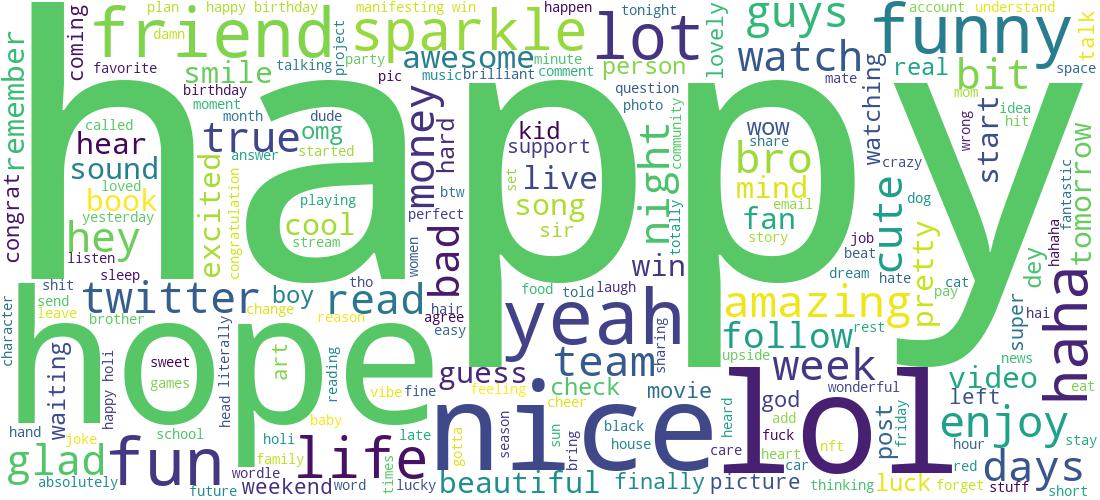 plan
happy birthday
manifesting win
happen
account
understand
coming
friend
sparkle
lot
guys
funny
talk
damn
project
party
tonight
lovely
remember
favorite
talking
awesome
minute
watch
smile
pic
music
brilliant
comment
person
real
bit
space
birthday
mate
watching
mom
moment
month
dude
money
hard
question
photo
idea
hit
happy
called
hear
true
omg
kid
support
community
wow
share
crazy
wrong
start
tomorrow
sound
answer
started
night
bro
loved
book
excited
congratulation
playing
btw
set
live
mind
email
cute
dog
fantastic
congrat
yesterday
hey
cool
stream
perfect
song
sir
totally
fan
story
pretty
hahaha
listen
women
bad
win
job
beat
dream
hate
cat
pay
dey
sleep
tho
food
told
laugh
shit
send
leave
twitter
boy
read
hair
yeah
amazing
super
hai
haha
brother
change
reason
agree
easy
sharing
follow
rest
character
hope
waiting
happy holi
head literally
art
reading
team
upside
week
news
sweet
games
vibe
fine
guess
feeling
check
movie
wonderful
video
left
eat
baby
nice
cheer
heard
god
add
lol
post
friday
enjoy
hand
joke
school
holi
late
gotta
season
sun
bring
black
house
care
fuck
nft
hour
stay
glad
fun
family
life
times
heart
car
red
days
absolutely
future
wordle
weekend
word
lucky
beautiful
finally
picture
thinking
luck
forget
stuff
short